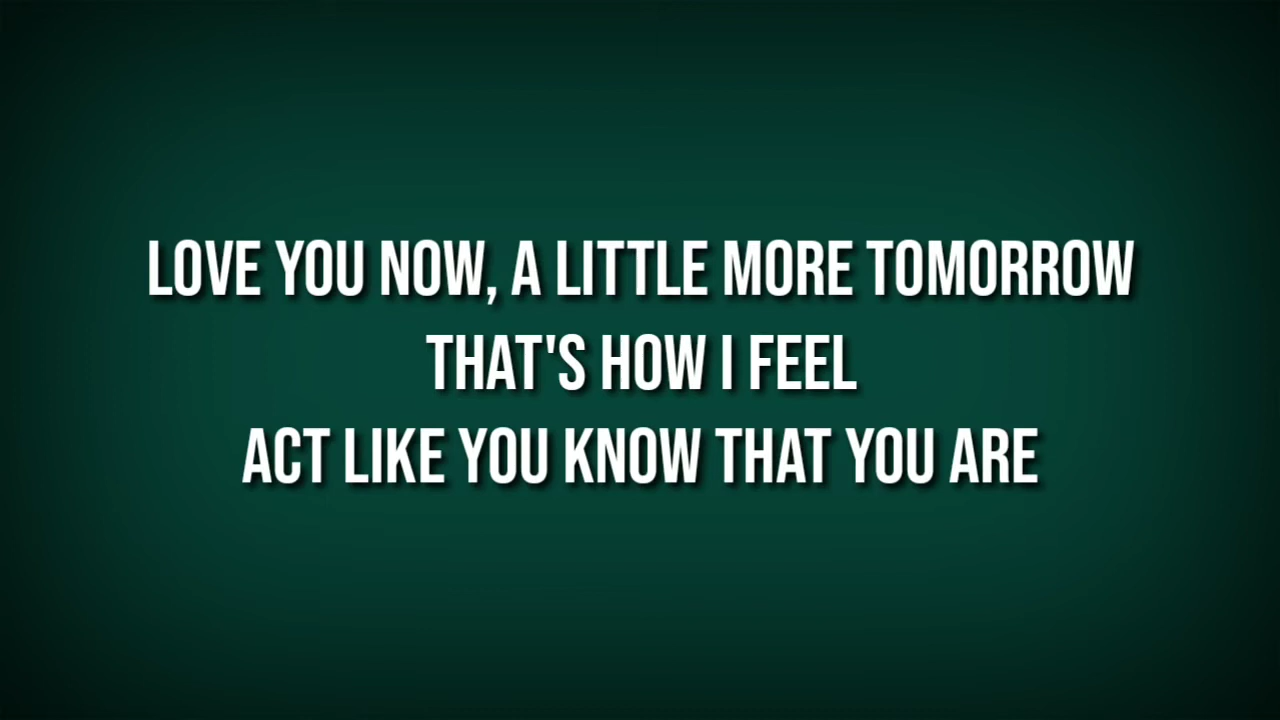 LOVE YOU NOW, A LITTLE MORE TOMORROW
THAT'S HOW I FEEL
ACT LIKE YOU KNOW THAT YOU ARE